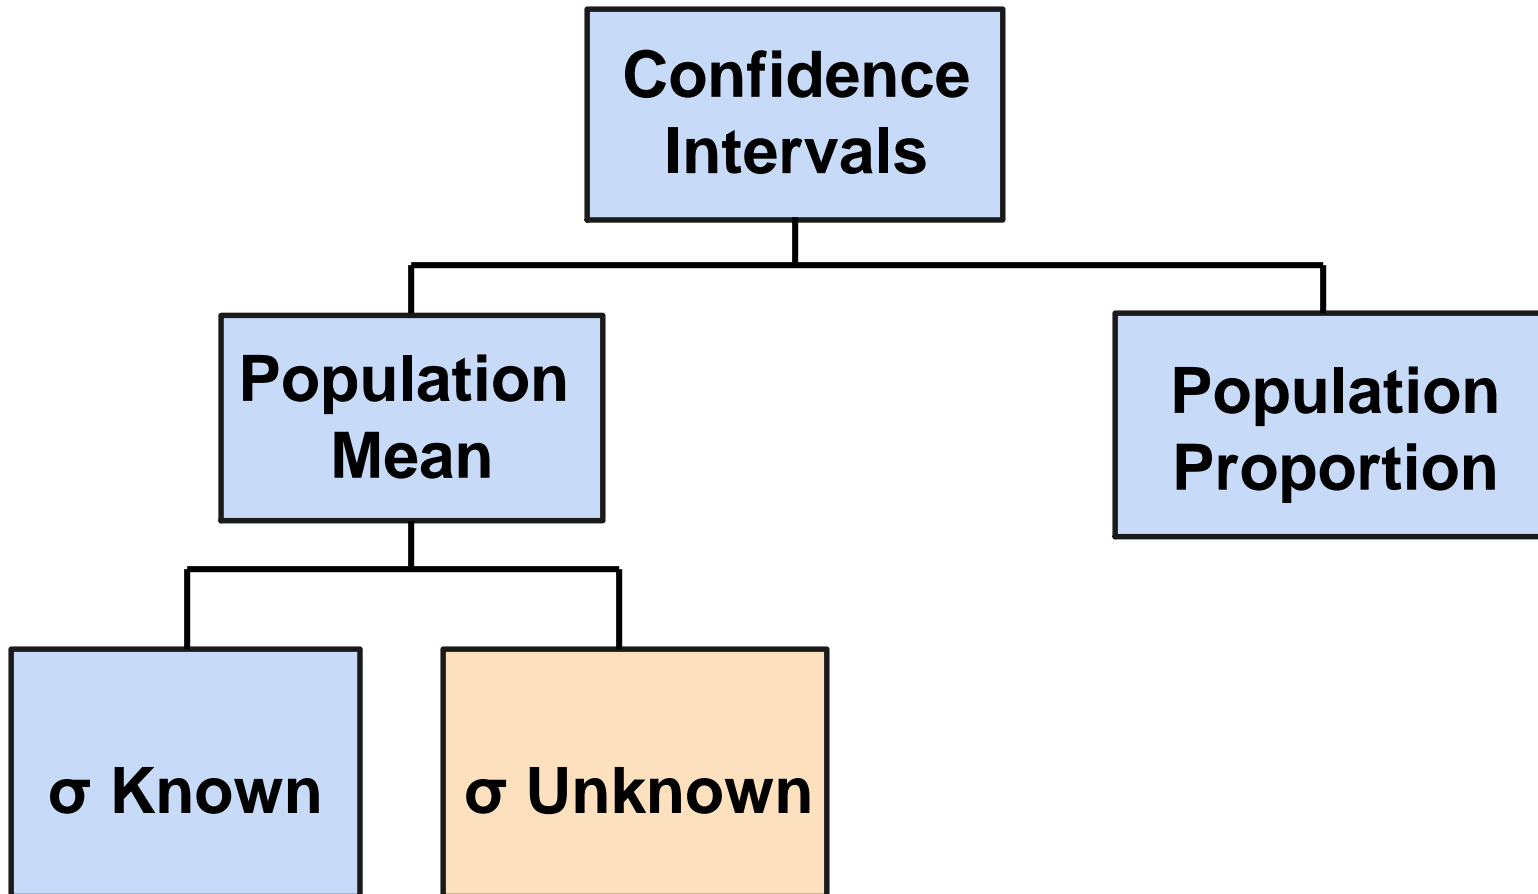 Confidence
Intervals
Population
Mean
Population
Proportion
σ Known
σ Unknown